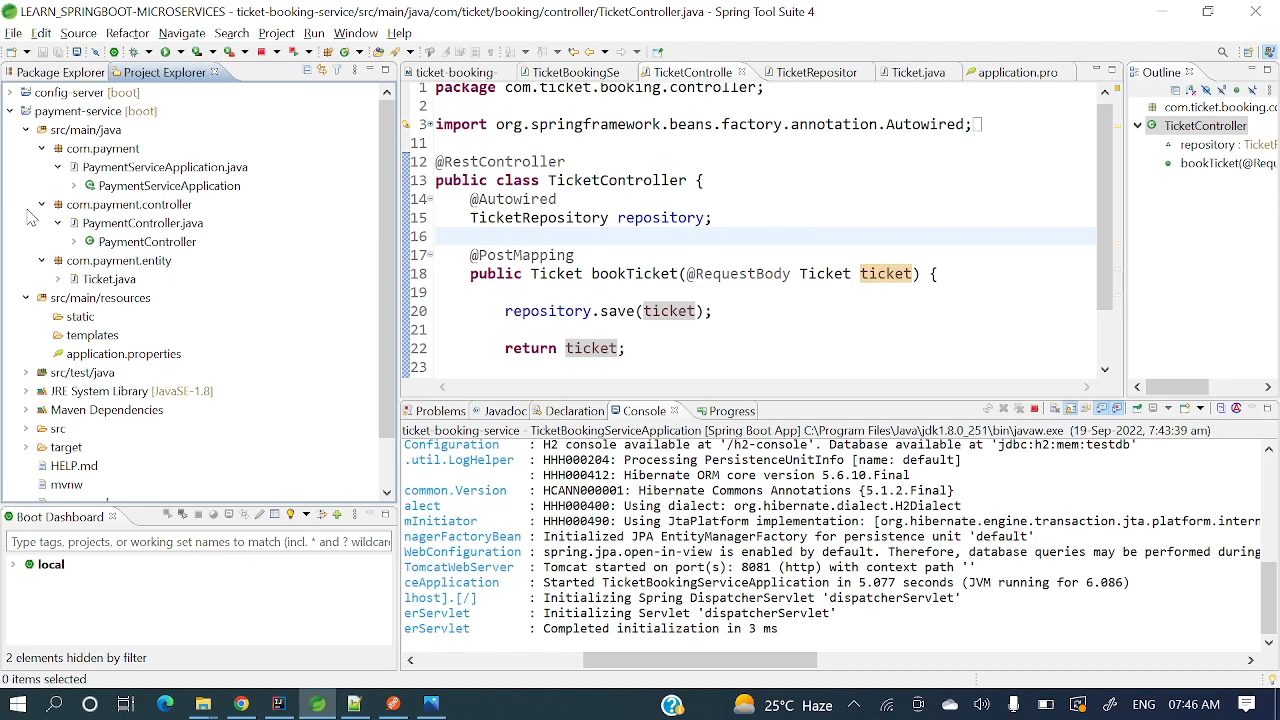 LEARN_SPRINGBOOT-MICROSERVICES - ticket-booking-service/src/main/java/com/ticket/booking/controller/TicketController.java - Spring Tool Suite 4
File Edit Source Refactor Navigate Search Project Run Window Help
Package Explorer Project Explorer
config-server [boot]
payment-service [boot]
src/main/java
com.payment
PaymentServiceApplication.java
PaymentServiceApplication
com.payment.controller
PaymentController.java
PaymentController
com.payment.entity
Ticket.java
src/main/resources
static
templates
application.properties
src/test/java
JRE System Library [JavaSE-1.8]
Maven Dependencies
src
target
HELP.md
mvnw
Boot Dashboard
Type tags, projects, or working set names to match (incl. * and ? wildcard
local
2 elements hidden by filter
0 items selected
ticket-booking- TicketBookingSe TicketControlle TicketRepositor Ticket.java application.pro
1 package com.ticket.booking.controller;
2
3 import org.springframework.beans.factory.annotation.Autowired;
11
12 @RestController
13 public class TicketController {
14 @Autowired
15 TicketRepository repository;
16
17 @PostMapping
18 public Ticket bookTicket(@RequestBody Ticket ticket) {
19
20 repository.save(ticket);
21
22 return ticket;
23
Outline
com.ticket.booking.co
TicketController
repository : TicketR
bookTicket(@Requ
Problems Javadoc Declaration Console Progress
ticket-booking-service - TicketBookingServiceApplication [Spring Boot App] C:\Program Files\Java\jdk1.8.0_251\bin\javaw.exe (19-Sep-2022, 7:43:39 am)
Configuration : H2 console available at '/h2-console'. Database available at 'jdbc:h2:mem:testdb'
.util.LogHelper : HHH000204: Processing PersistenceUnitInfo [name: default]
: HHH000412: Hibernate ORM core version 5.6.10.Final
common.Version : HCANN000001: Hibernate Commons Annotations {5.1.2.Final}
alect : HHH000400: Using dialect: org.hibernate.dialect.H2Dialect
mInitiator : HHH000490: Using JtaPlatform implementation: [org.hibernate.engine.transaction.jta.platform.intern
nagerFactoryBean : Initialized JPA EntityManagerFactory for persistence unit 'default'
WebConfiguration : spring.jpa.open-in-view is enabled by default. Therefore, database queries may be performed during
TomcatWebServer : Tomcat started on port(s): 8081 (http) with context path ''
ceApplication : Started TicketBookingServiceApplication in 5.077 seconds (JVM running for 6.086)
lhost].[/] : Initializing Spring DispatcherServlet 'dispatcherServlet'
erServlet : Initializing Servlet 'dispatcherServlet'
erServlet : Completed initialization in 3 ms
25°C Haze
ENG 07:46 AM